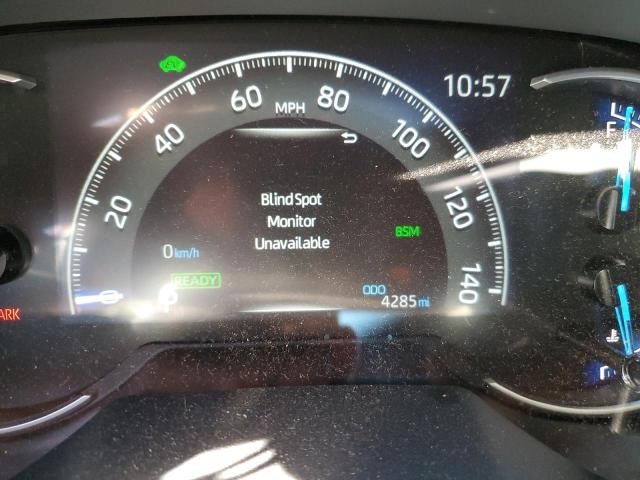 10:57
60
MPH
80
40
100
20
120
140
Blind Spot
Monitor
Unavailable
BSM
0 km/h
READY
ODO
4285 mi
F
ARK